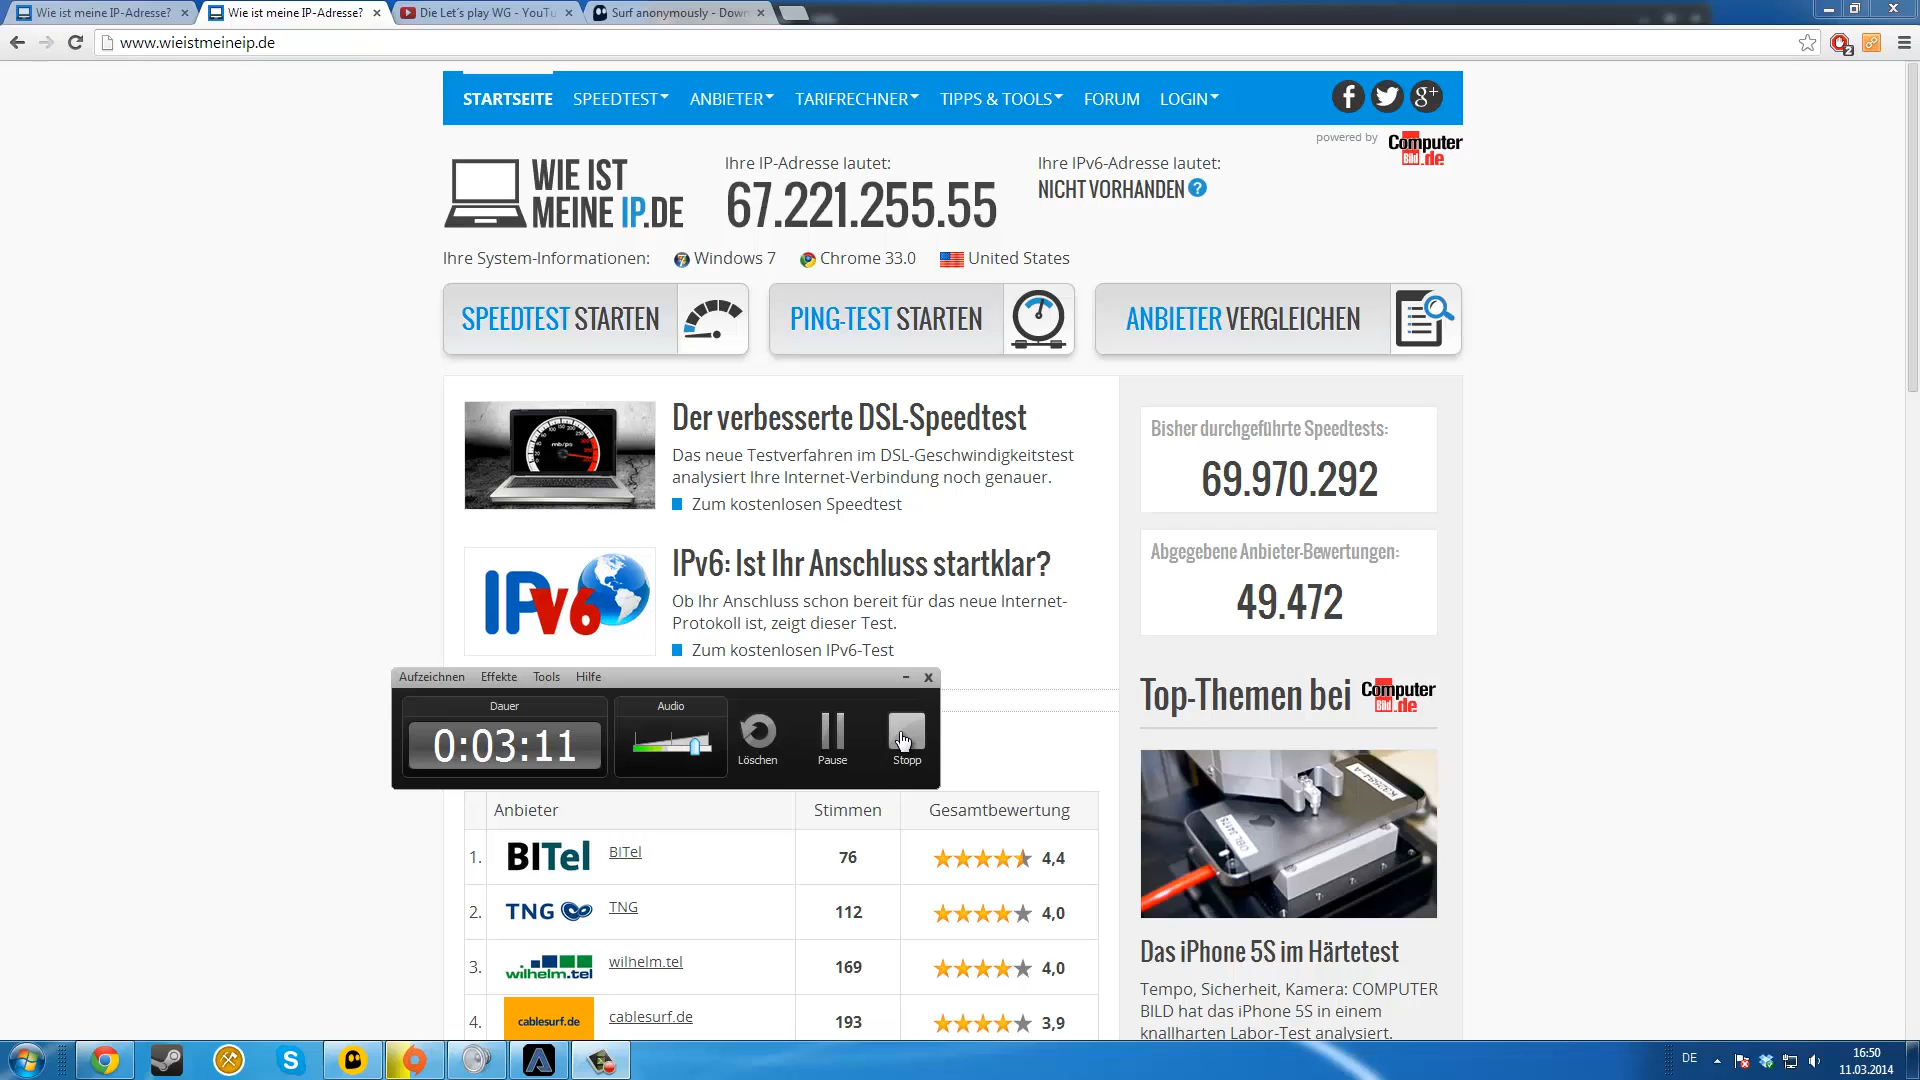 Wie ist meine IP-Adresse?
Wie ist meine IP-Adresse?
Die Let´s play WG - YouTu
Surf anonymously - Down
www.wieistmeineip.de
2
STARTSEITE
SPEEDTEST
ANBIETER
TARIFRECHNER
TIPPS & TOOLS
FORUM
LOGIN
powered by
Computer
Bild.de
WIE IST
MEINE IP.DE
Ihre IP-Adresse lautet:
67.221.255.55
Ihre IPv6-Adresse lautet:
NICHT VORHANDEN ?
Ihre System-Informationen:
Windows 7
Chrome 33.0
United States
SPEEDTEST STARTEN
PING-TEST STARTEN
ANBIETER VERGLEICHEN
Der verbesserte DSL-Speedtest
Das neue Testverfahren im DSL-Geschwindigkeitstest
analysiert Ihre Internet-Verbindung noch genauer.
Zum kostenlosen Speedtest
IPv6
IPv6: Ist Ihr Anschluss startklar?
Ob Ihr Anschluss schon bereit für das neue Internet-
Protokoll ist, zeigt dieser Test.
Zum kostenlosen IPv6-Test
Bisher durchgeführte Speedtests:
69.970.292
Abgegebene Anbieter-Bewertungen:
49.472
Top-Themen bei
Computer
Bild.de
Das iPhone 5S im Härtetest
Tempo, Sicherheit, Kamera: COMPUTER
BILD hat das iPhone 5S in einem
knallharten Labor-Test analysiert.
Aufzeichnen
Effekte
Tools
Hilfe
Dauer
0:03:11
Audio
Löschen
Pause
Stopp
Anbieter
Stimmen
Gesamtbewertung
1.
BITel
BITel
76
4,4
2.
TNG
TNG
112
4,0
3.
wilhelm.tel
wilhelm.tel
169
4,0
4.
cablesurf.de
cablesurf.de
193
3,9
DE
16:50
11.03.2014